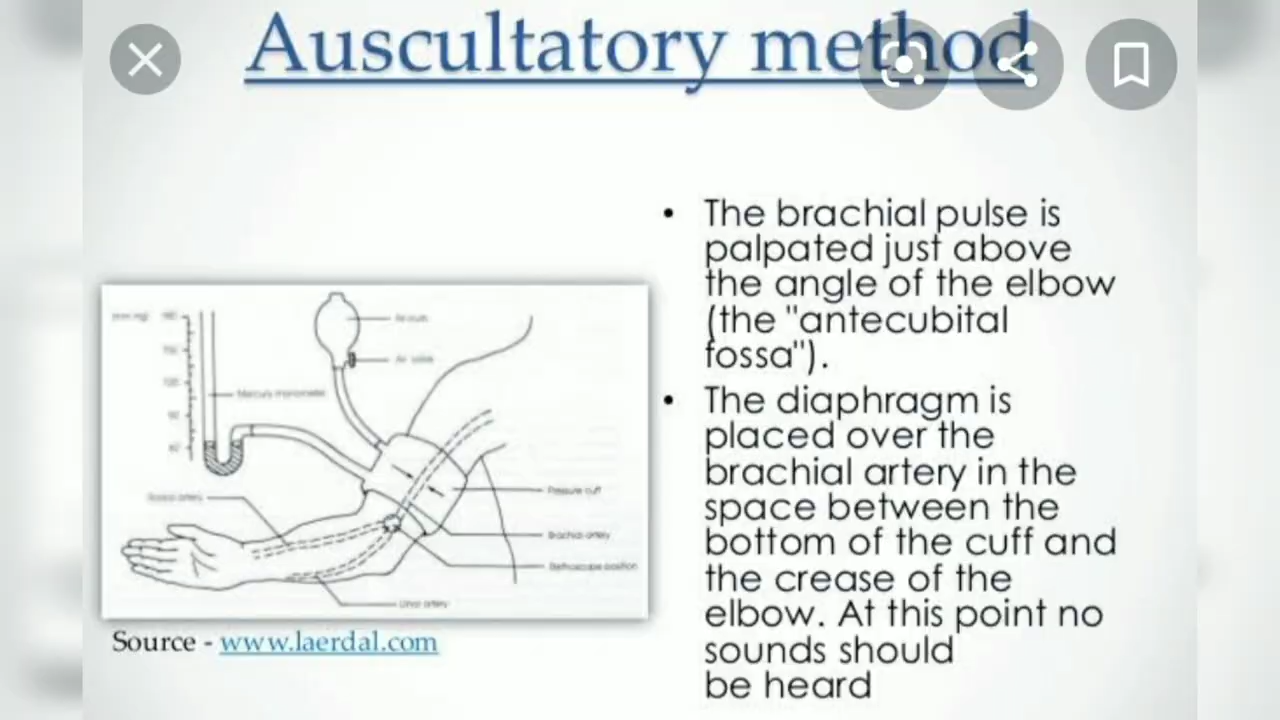 Auscultatory method
• The brachial pulse is
palpated just above
the angle of the elbow
(the "antecubital
fossa").
• The diaphragm is
placed over the
brachial artery in the
space between the
bottom of the cuff and
the crease of the
elbow. At this point no
sounds should
be heard
Air valve
Mercury manometer
Pressure cuff
Brachial artery
Stethoscope position
Ulnar artery
Source - www.laerdal.com